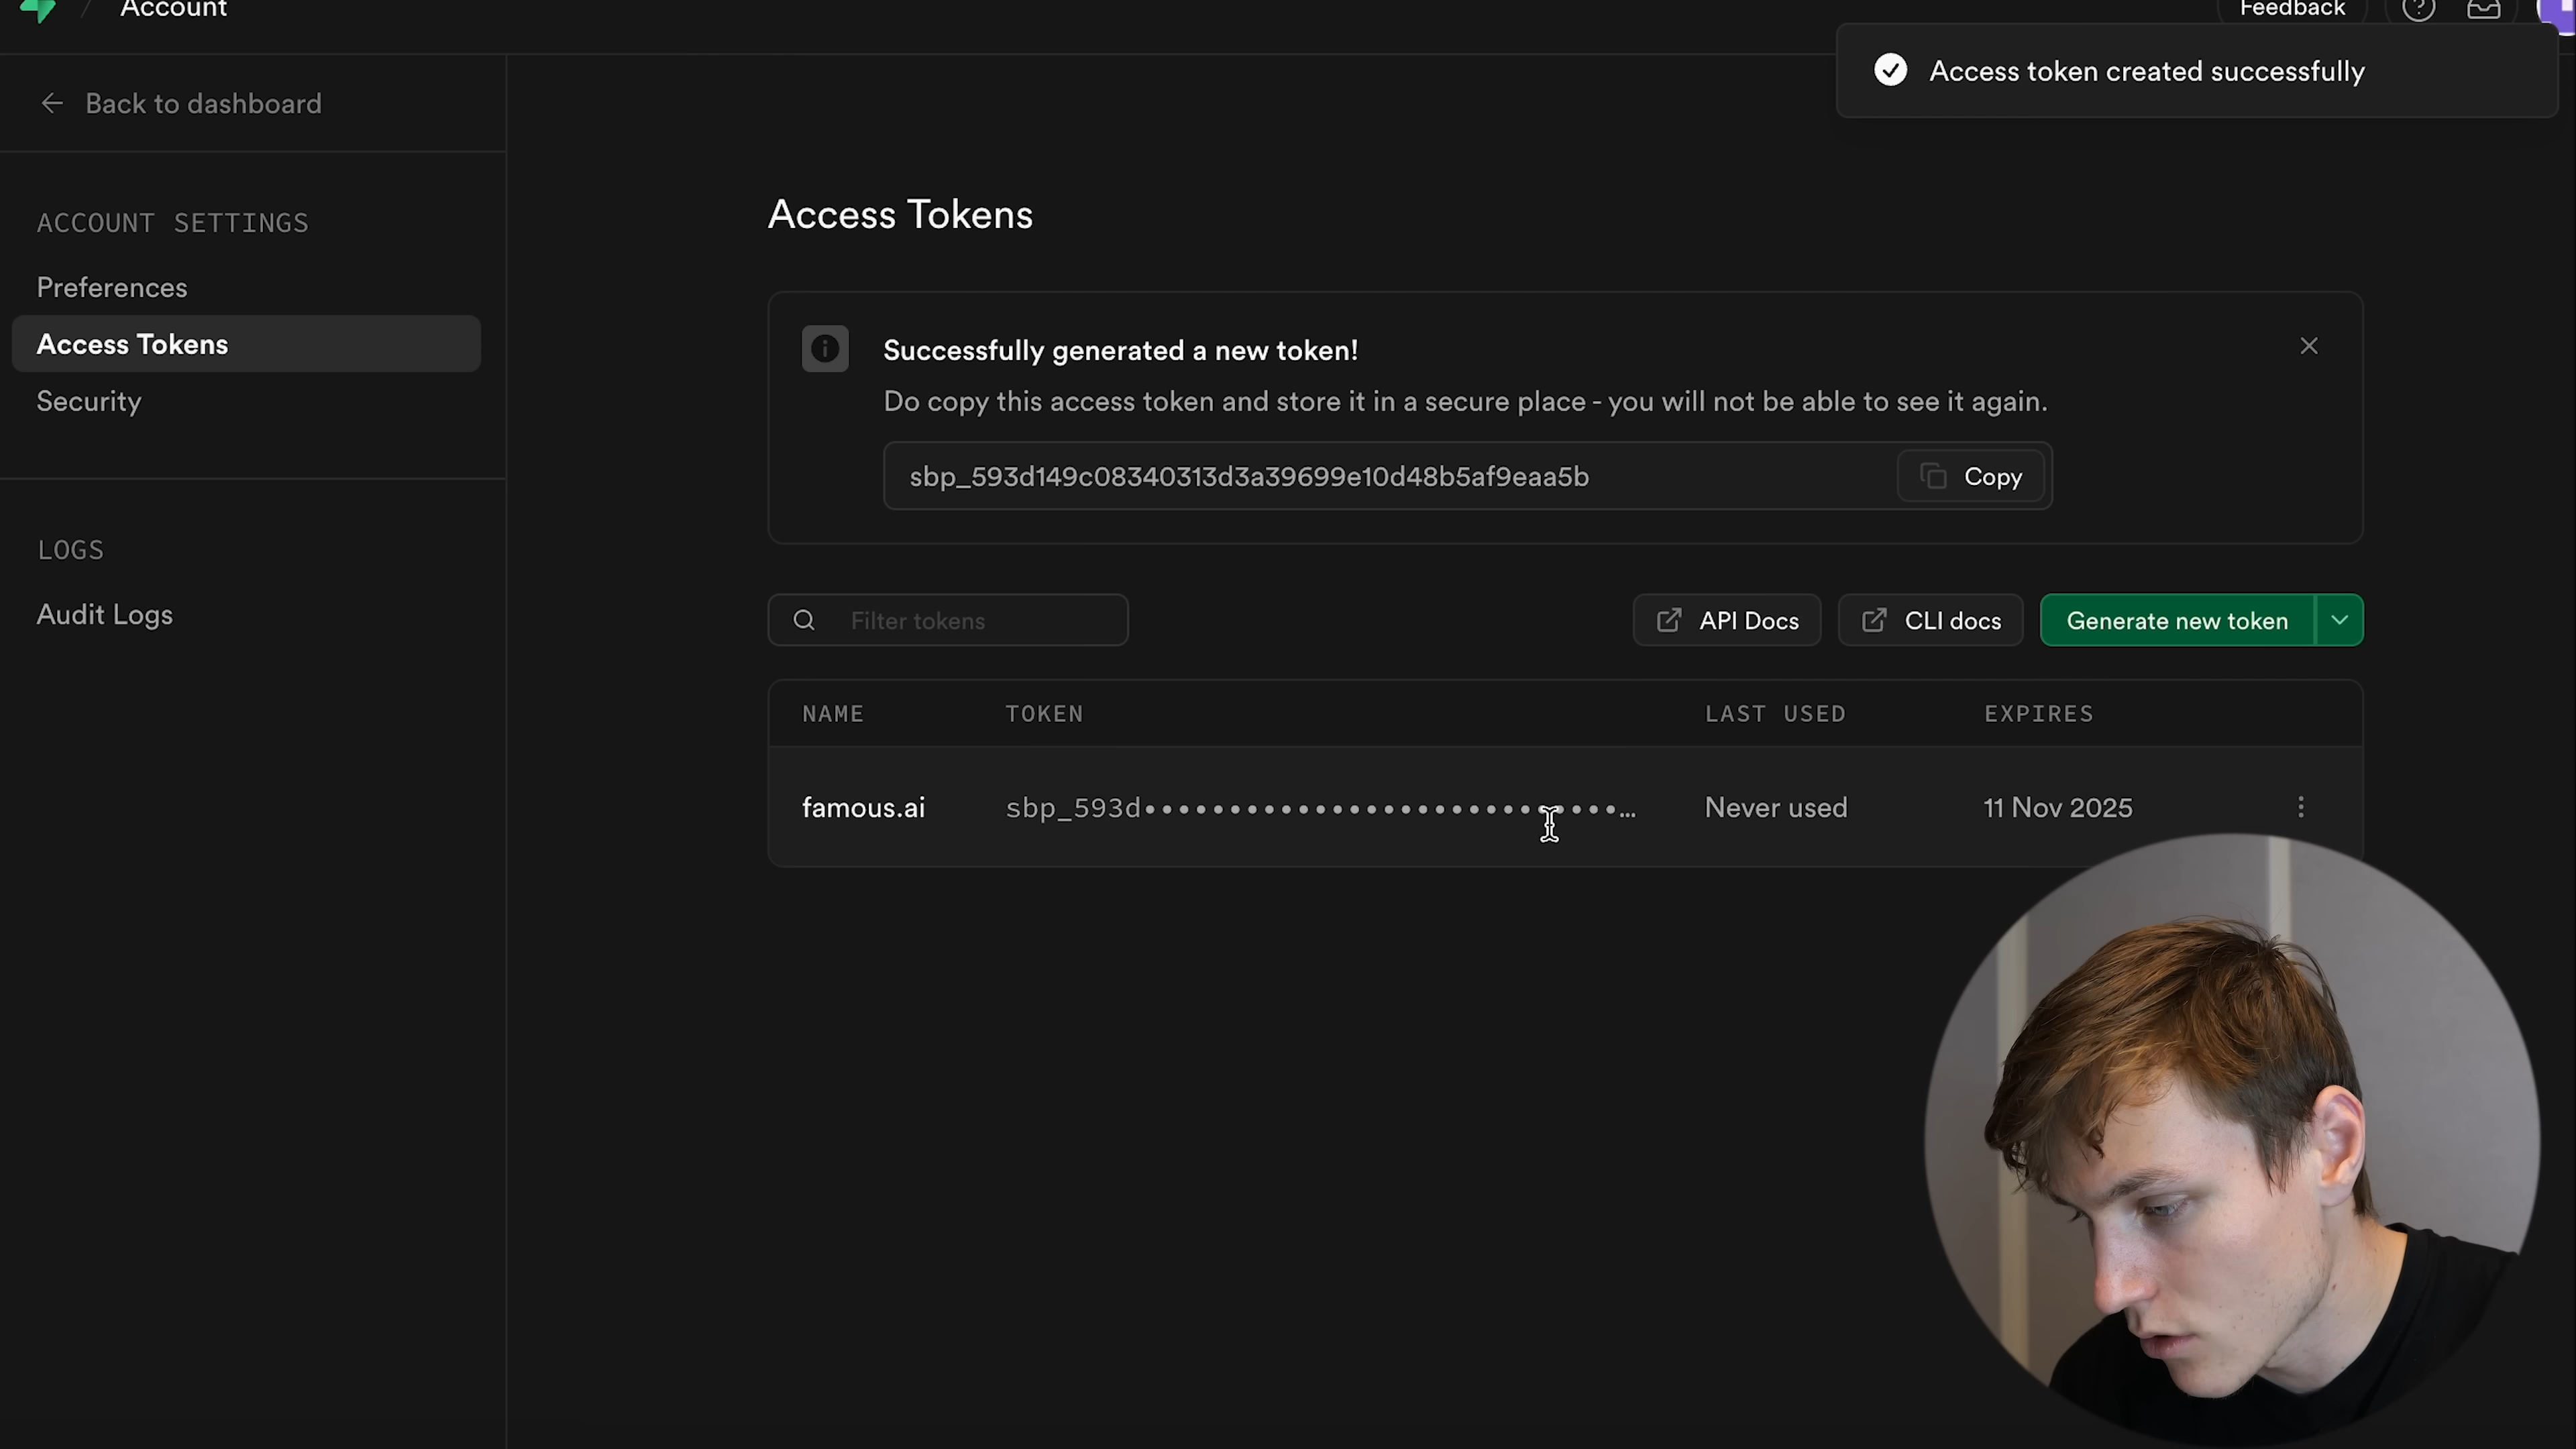 Account
Feedback
Access token created successfully
Back to dashboard
ACCOUNT SETTINGS
Preferences
Access Tokens
Security
LOGS
Audit Logs
Access Tokens
Successfully generated a new token!
Do copy this access token and store it in a secure place - you will not be able to see it again.
sbp_593d149c08340313d3a39699e10d48b5af9eaa5b
Copy
Filter tokens
API Docs
CLI docs
Generate new token
NAME TOKEN LAST USED EXPIRES
famous.ai sbp_593d••••••••••••••••••••••••••••... Never used 11 Nov 2025